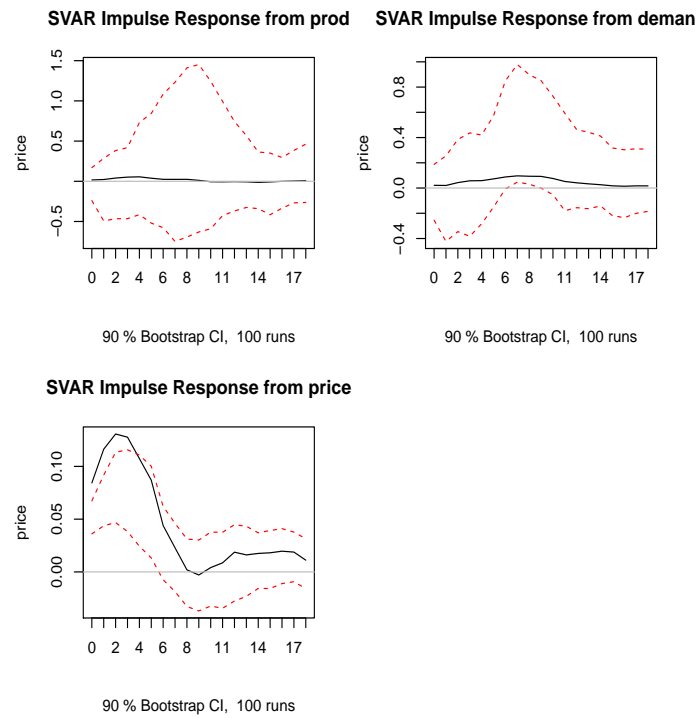 SVAR Impulse Response from prod
SVAR Impulse Response from deman
price
1.5
1.0
0.5
−0.5
0 2 4 6 8 11 14 17
90 % Bootstrap CI, 100 runs
price
0.8
0.4
0.0
−0.4
0 2 4 6 8 11 14 17
90 % Bootstrap CI, 100 runs
SVAR Impulse Response from price
price
0.10
0.05
0.00
0 2 4 6 8 11 14 17
90 % Bootstrap CI, 100 runs